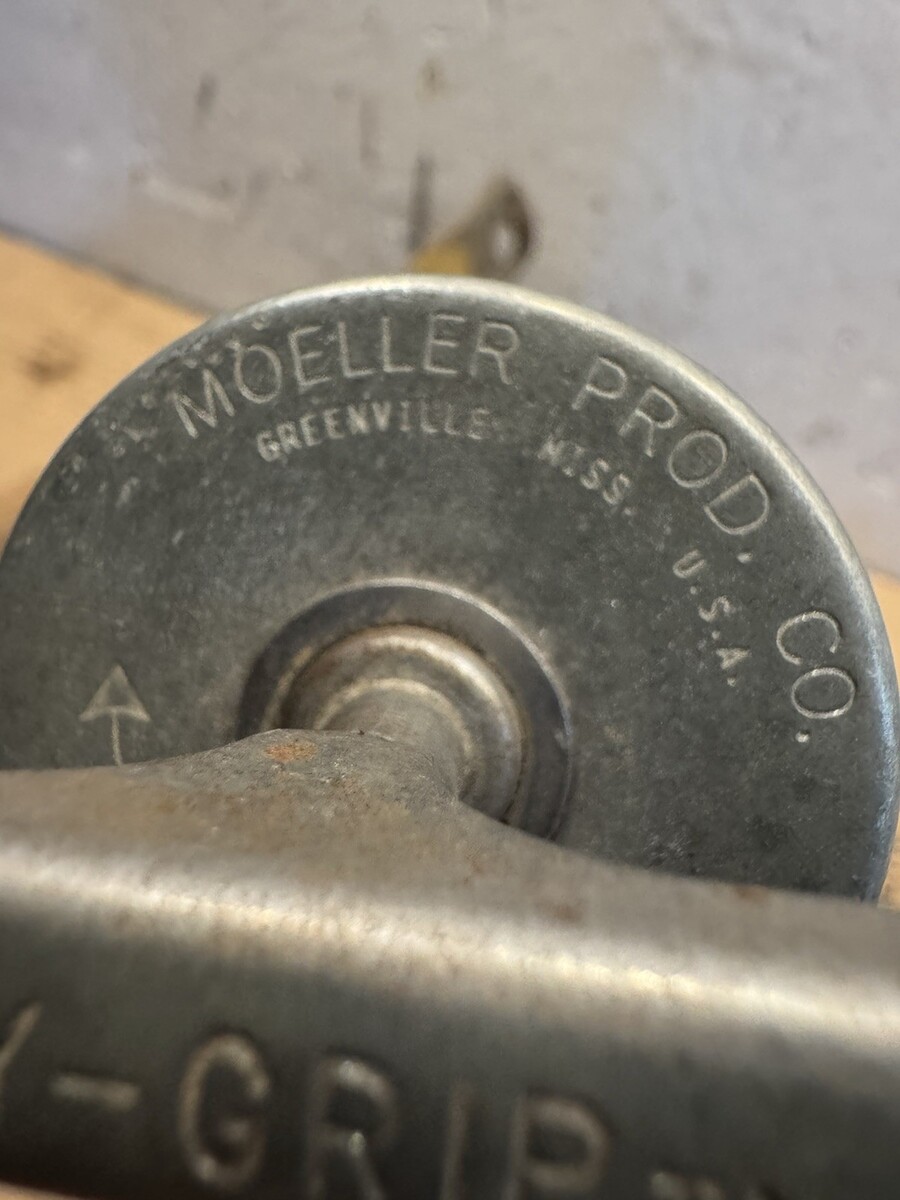 MOELLER PROD. CO.
GREENVILLE MISS. U.S.A.
-GRIP-